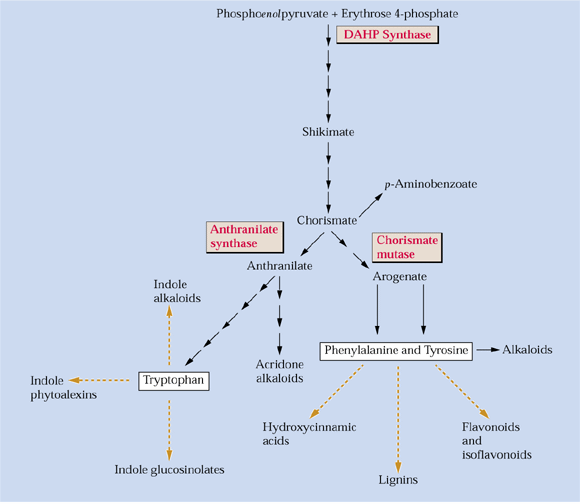 Phosphoenolpyruvate + Erythrose 4-phosphate
DAHP Synthase
Shikimate
p-Aminobenzoate
Chorismate
Anthranilate
synthase
Chorismate
mutase
Anthranilate
Arogenate
Indole
alkaloids
Phenylalanine and Tyrosine
Alkaloids
Acridone
alkaloids
Tryptophan
Indole
phytoalexins
Hydroxycinnamic
acids
Flavonoids
and
isoflavonoids
Indole glucosinolates
Lignins